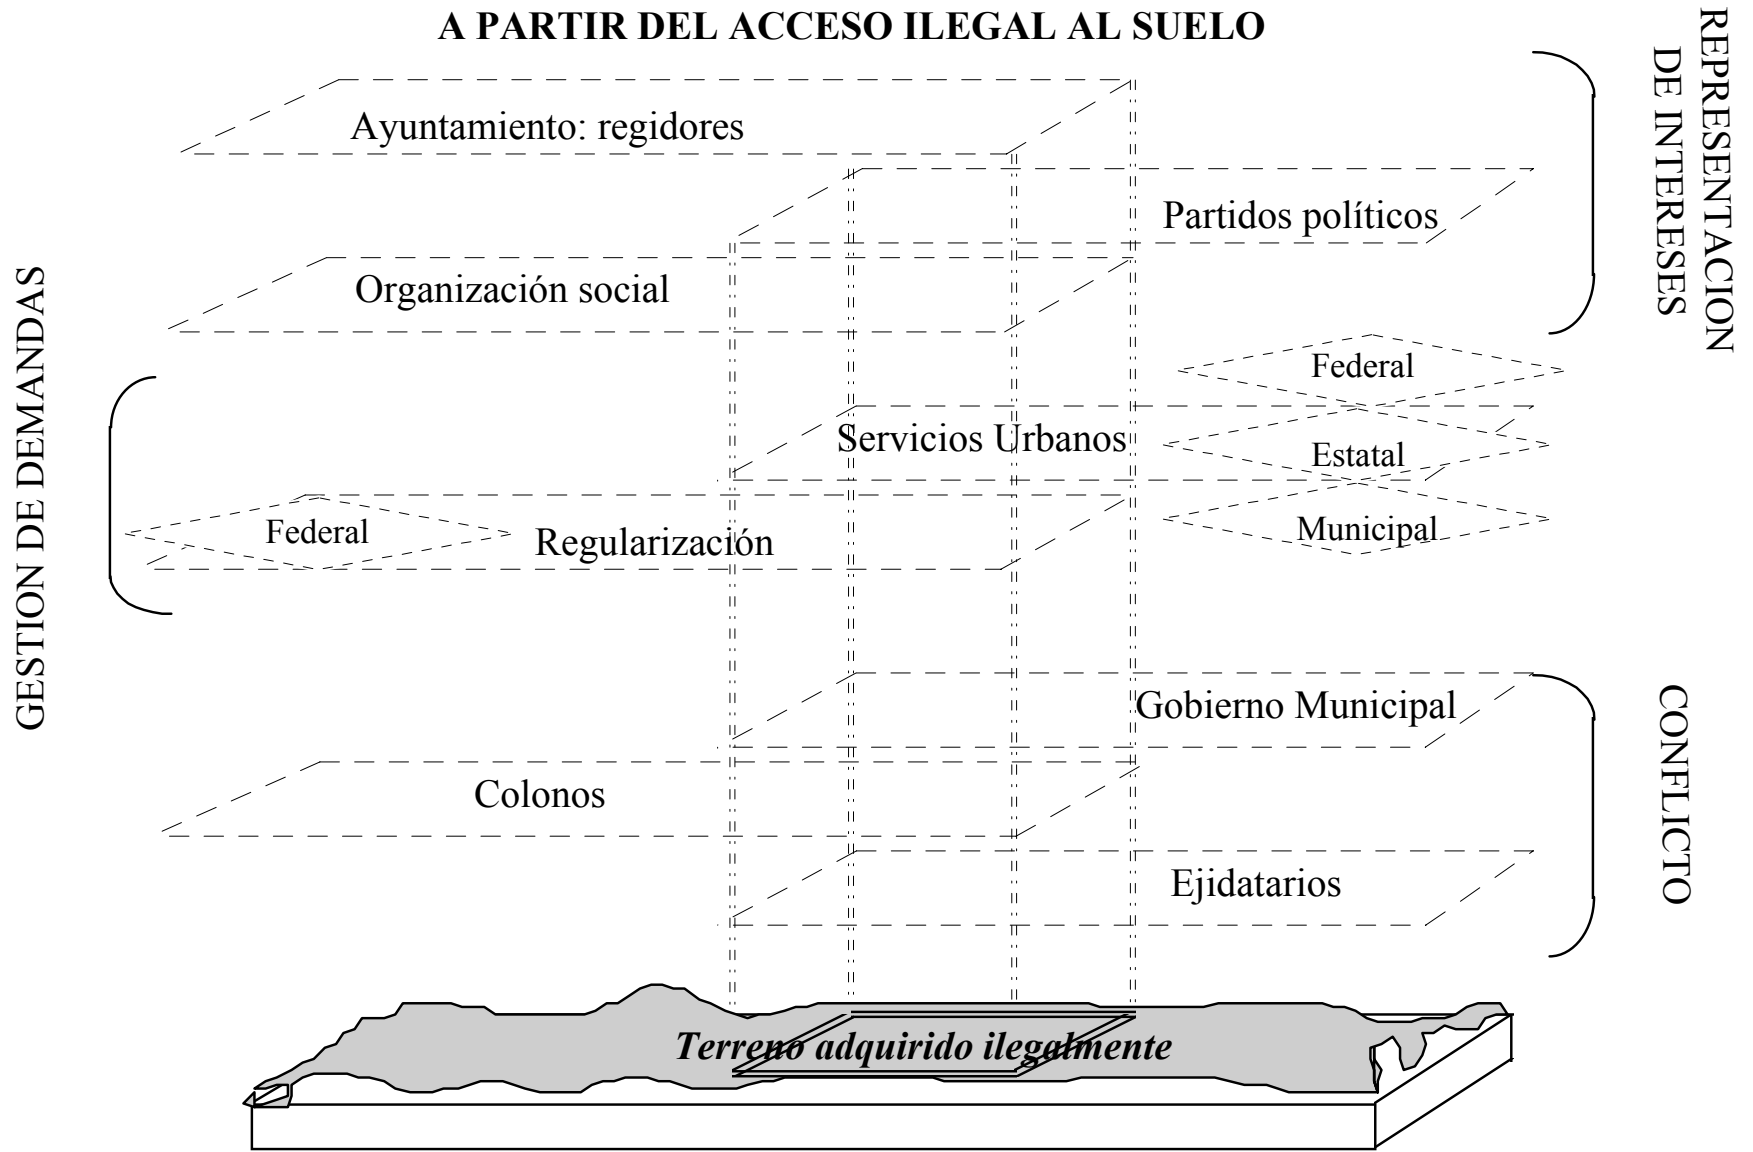 A PARTIR DEL ACCESO ILEGAL AL SUELO
REPRESENTACION
DE INTERESES
Ayuntamiento: regidores
Partidos políticos
Organización social
GESTION DE DEMANDAS
Federal
Servicios Urbanos
Estatal
Municipal
Federal
Regularización
Gobierno Municipal
CONFLICTO
Colonos
Ejidatarios
Terreno adquirido ilegalmente